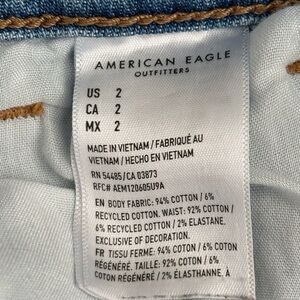 AMERICAN EAGLE
OUTFITTERS
US 2
CA 2
MX 2
MADE IN VIETNAM / FABRIQUÉ AU
VIETNAM / HECHO EN VIETNAM
RN 54485/CA 03873
RFC# AEM120605U9A
EN BODY FABRIC: 94% COTTON / 6%
RECYCLED COTTON. WAIST: 92% COTTON /
6% RECYCLED COTTON / 2% ELASTANE.
EXCLUSIVE OF DECORATION.
FR TISSU FERME: 94% COTON / 6% COTON
RÉGÉNÉRÉ. TAILLE: 92% COTON / 6%
COTON RÉGÉNÉRÉ / 2% ÉLASTHANNE. À